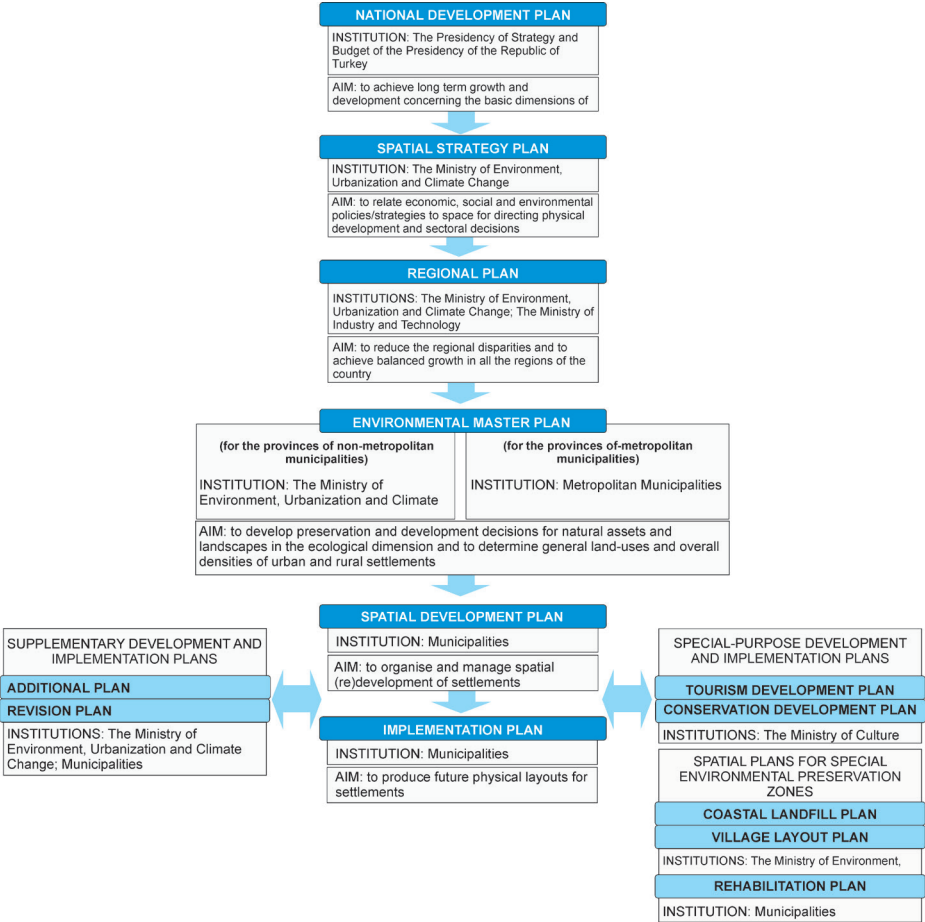 NATIONAL DEVELOPMENT PLAN
INSTITUTION: The Presidency of Strategy and
Budget of the Presidency of the Republic of
Turkey
AIM: to achieve long term growth and
development concerning the basic dimensions of
SPATIAL STRATEGY PLAN
INSTITUTION: The Ministry of Environment,
Urbanization and Climate Change
AIM: to relate economic, social and environmental
policies/strategies to space for directing physical
development and sectoral decisions
REGIONAL PLAN
INSTITUTIONS: The Ministry of Environment,
Urbanization and Climate Change; The Ministry of
Industry and Technology
AIM: to reduce the regional disparities and to
achieve balanced growth in all the regions of the
country
ENVIRONMENTAL MASTER PLAN
(for the provinces of non-metropolitan
municipalities)
INSTITUTION: The Ministry of
Environment, Urbanization and Climate
(for the provinces of-metropolitan
municipalities)
INSTITUTION: Metropolitan Municipalities
AIM: to develop preservation and development decisions for natural assets and
landscapes in the ecological dimension and to determine general land-uses and overall
densities of urban and rural settlements
SUPPLEMENTARY DEVELOPMENT AND
IMPLEMENTATION PLANS
ADDITIONAL PLAN
REVISION PLAN
INSTITUTIONS: The Ministry of
Environment, Urbanization and Climate
Change; Municipalities
SPATIAL DEVELOPMENT PLAN
INSTITUTION: Municipalities
AIM: to organise and manage spatial
(re)development of settlements
IMPLEMENTATION PLAN
INSTITUTION: Municipalities
AIM: to produce future physical layouts for
settlements
SPECIAL-PURPOSE DEVELOPMENT
AND IMPLEMENTATION PLANS
TOURISM DEVELOPMENT PLAN
CONSERVATION DEVELOPMENT PLAN
INSTITUTIONS: The Ministry of Culture
SPATIAL PLANS FOR SPECIAL
ENVIRONMENTAL PRESERVATION
ZONES
COASTAL LANDFILL PLAN
VILLAGE LAYOUT PLAN
INSTITUTIONS: The Ministry of Environment,
REHABILITATION PLAN
INSTITUTION: Municipalities